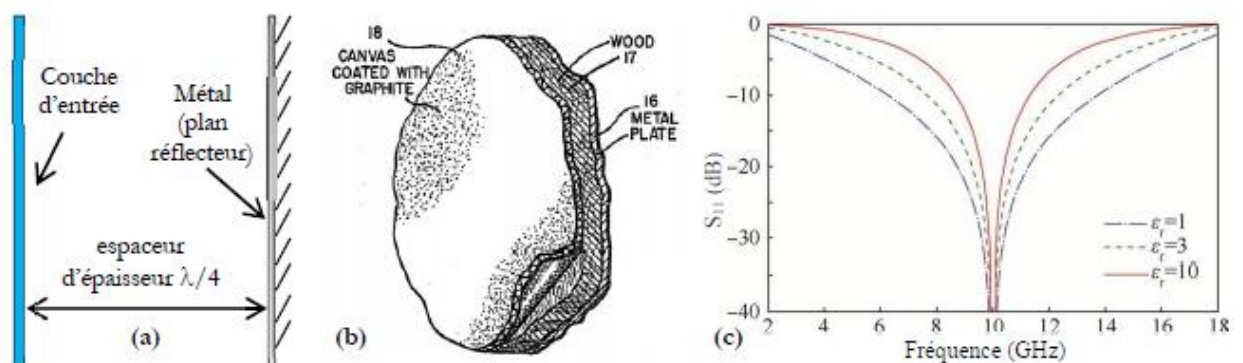 Couche
d'entrée
Métal
(plan
réflecteur)
espaceur
d'épaisseur λ/4
(a)
18
CANVAS
COATED WITH
GRAPHITE
WOOD
17
16
METAL
PLATE
(b)
0
−10
−20
−30
−40
S11 (dB)
εr=1
εr=3
εr=10
2 4 6 8 10 12 14 16 18
(c)
Fréquence (GHz)